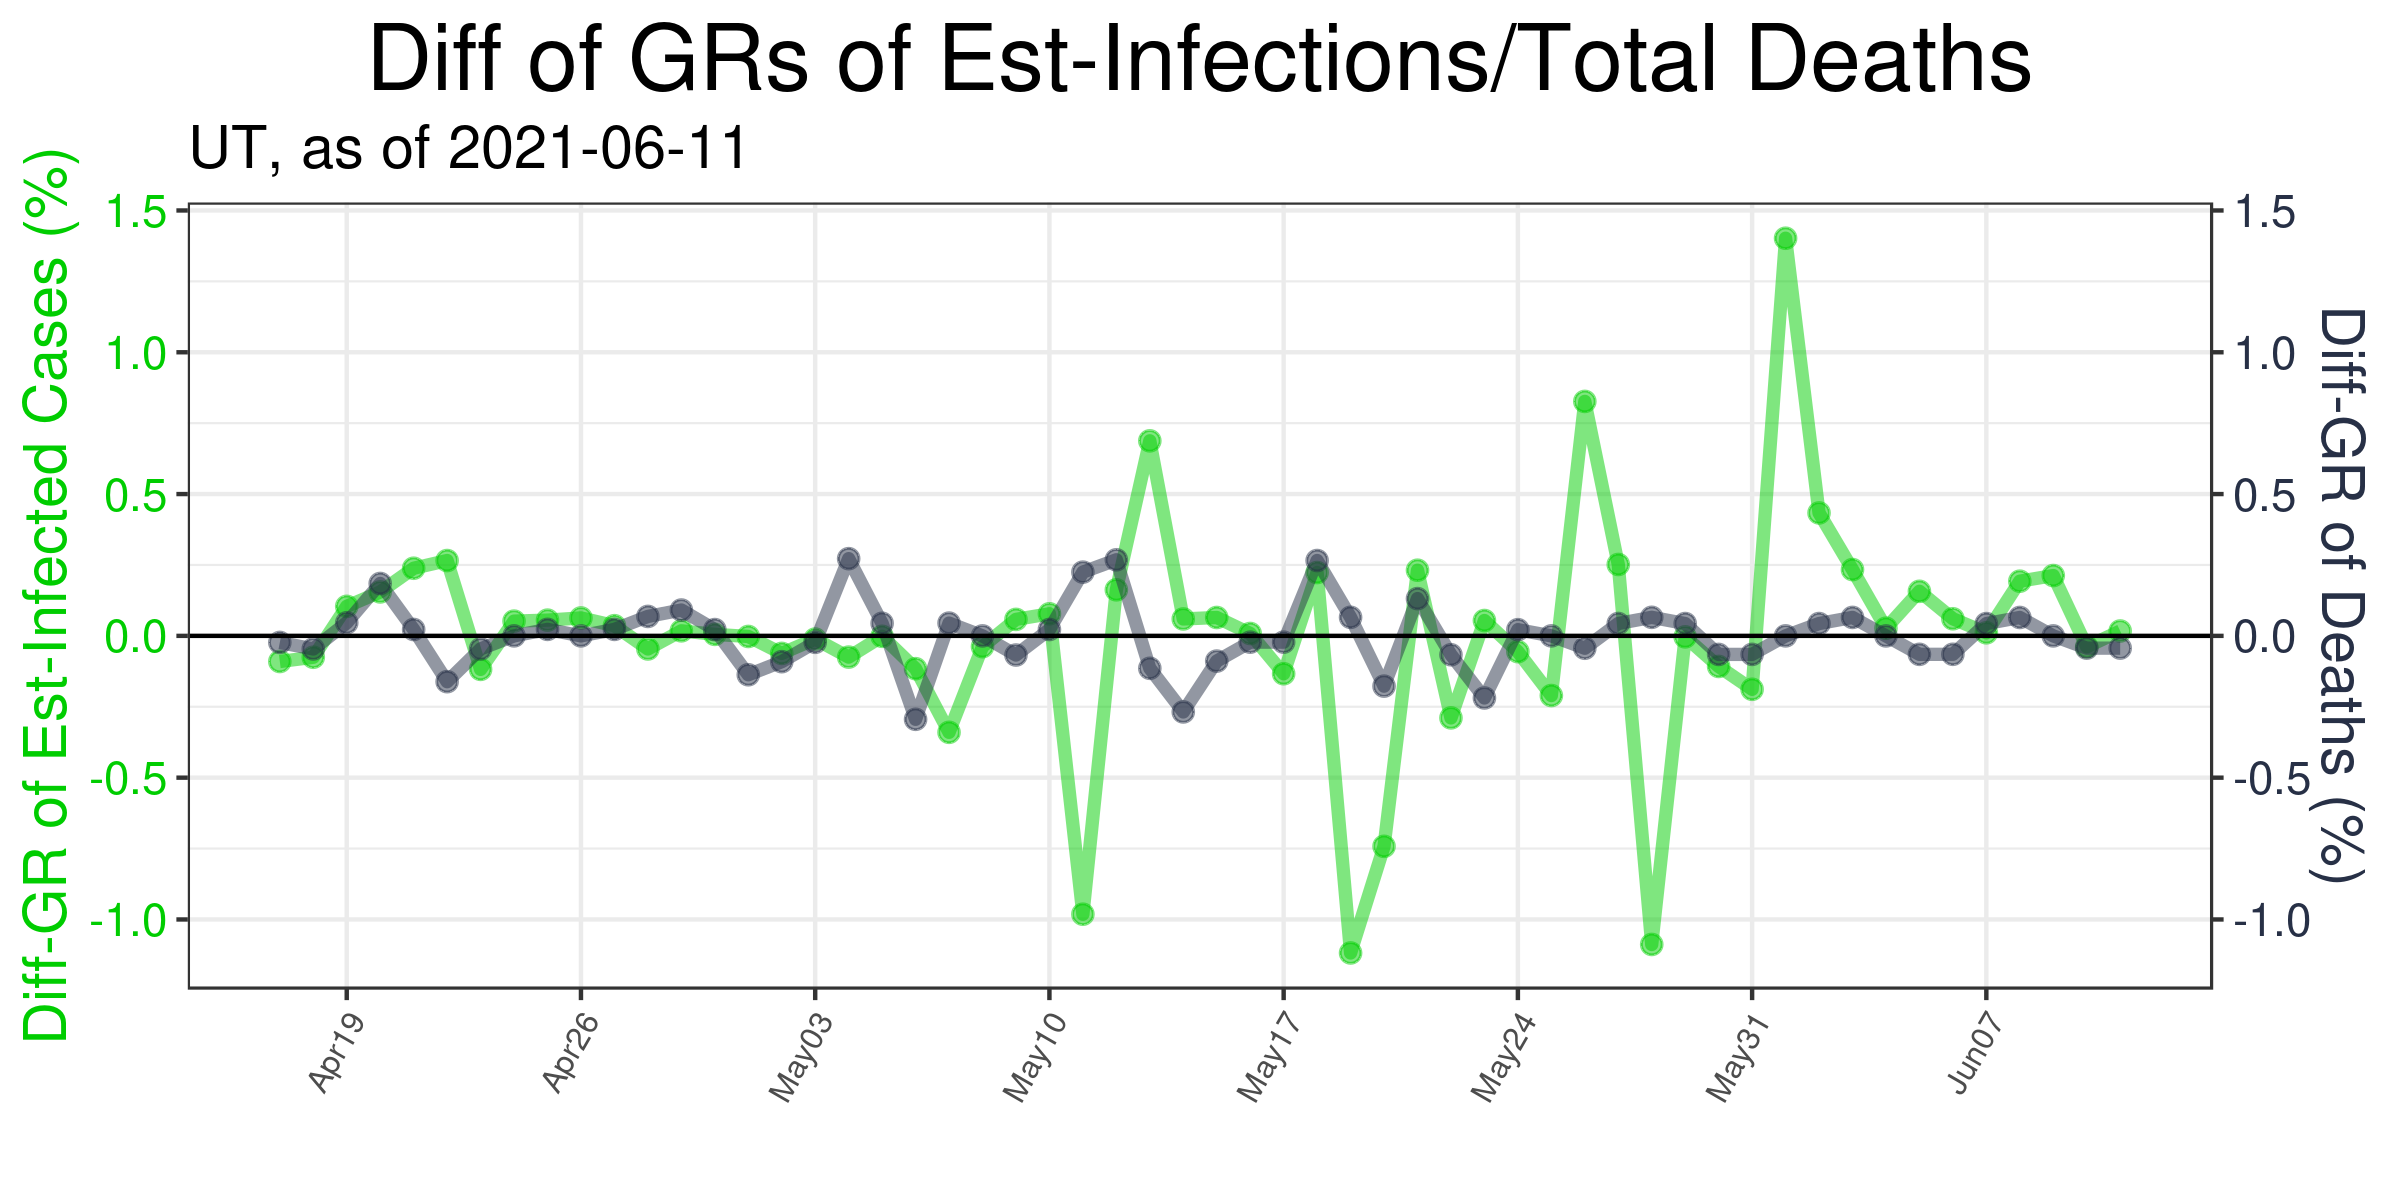 Diff of GRs of Est-Infections/Total Deaths
UT, as of 2021-06-11
Diff-GR of Est-Infected Cases (%)
1.5
1.0
0.5
0.0
-0.5
-1.0
1.5
1.0
0.5
0.0
-0.5
-1.0
Diff-GR of Deaths (%)
Apr19
Apr26
May03
May10
May17
May24
May31
Jun07